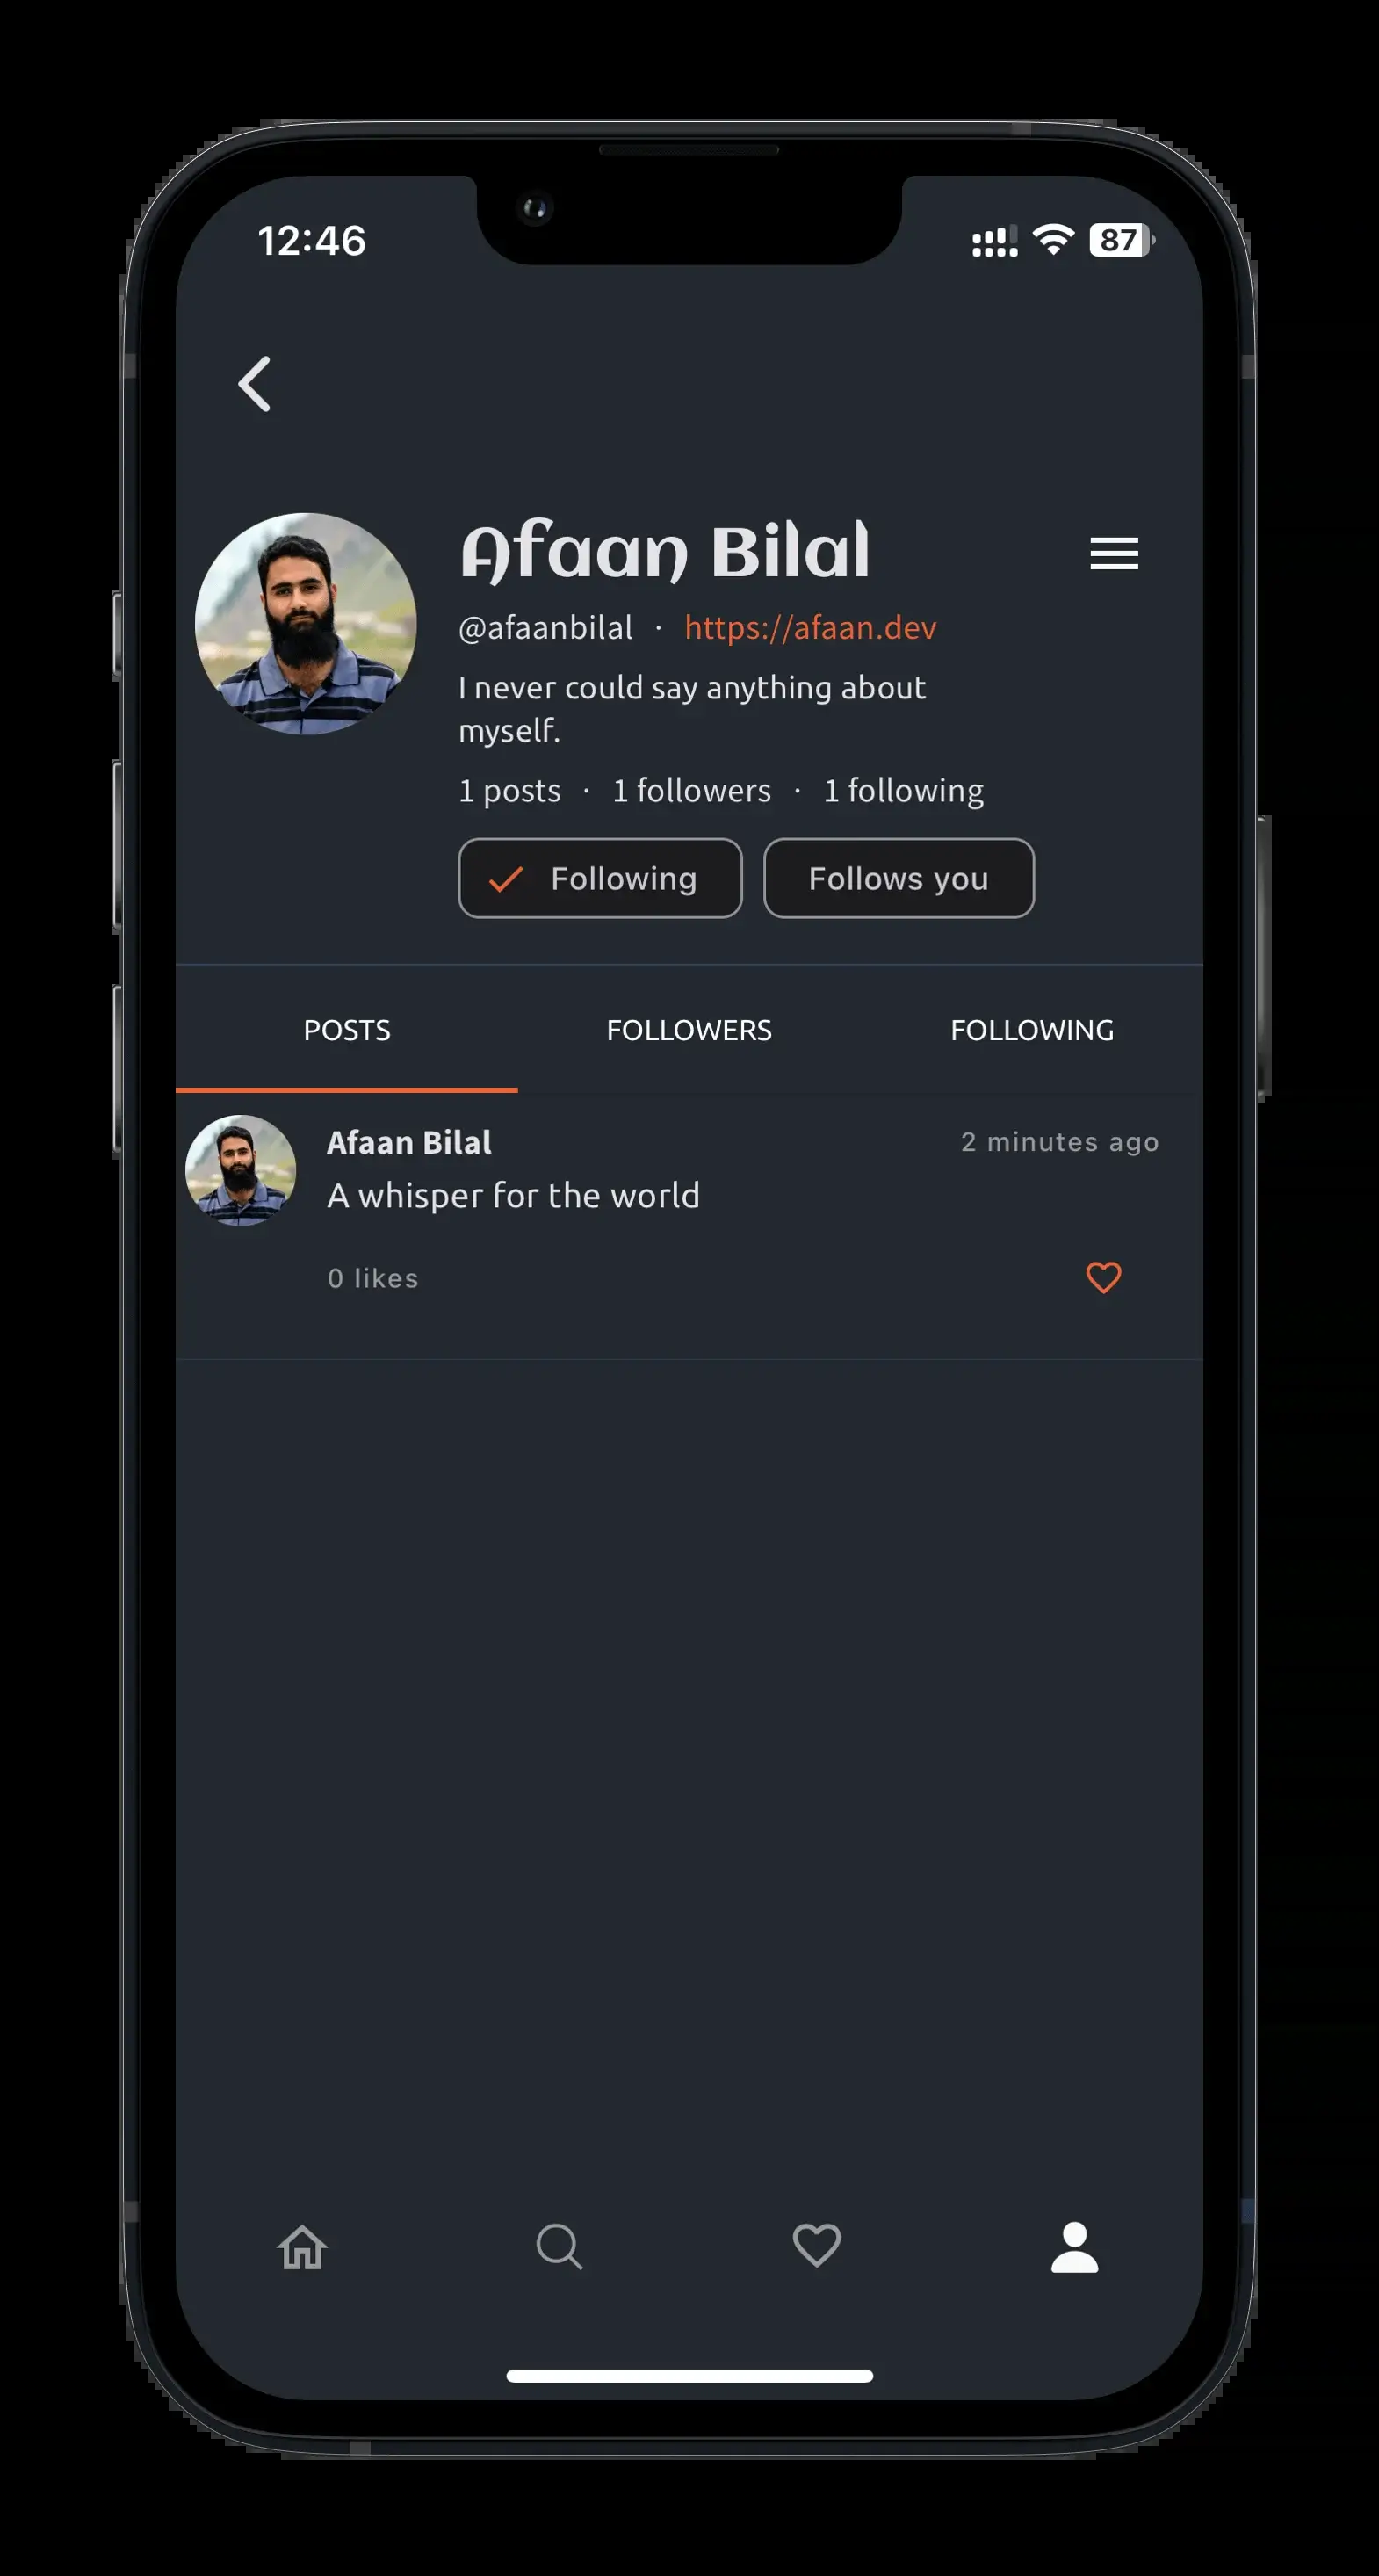 12:46
87
Afaan Bilal
@afaanbilal · https://afaan.dev
I never could say anything about
myself.
1 posts · 1 followers · 1 following
Following
Follows you
POSTS
FOLLOWERS
FOLLOWING
Afaan Bilal
2 minutes ago
A whisper for the world
0 likes